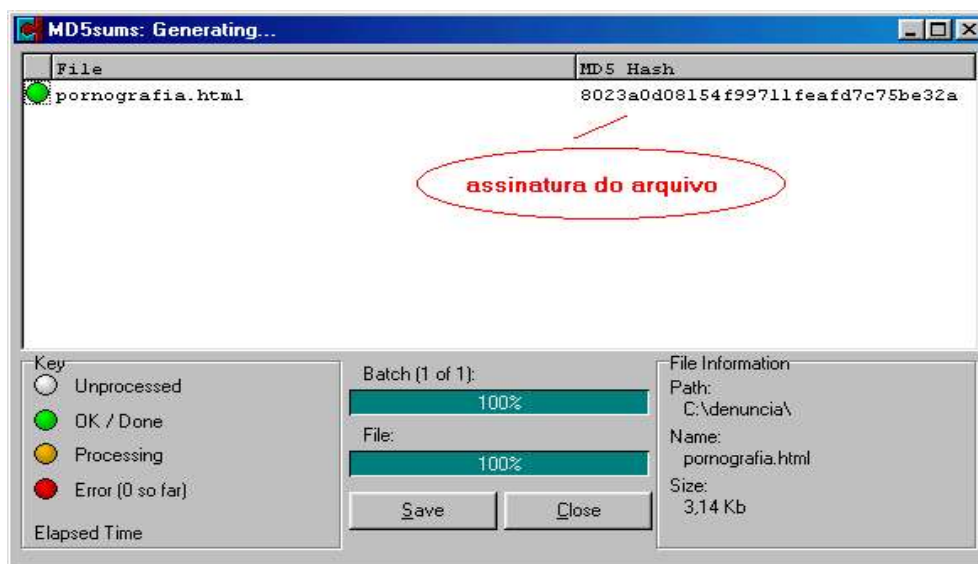 MD5sums: Generating...
File MD5 Hash
pornografia.html 8023a0d08154f99711feafd7c75be32a
assinatura do arquivo
Key
Unprocessed
OK / Done
Processing
Error (0 so far)
Elapsed Time
Batch (1 of 1):
100%
File:
100%
Save Close
File Information
Path:
C:\denuncia\
Name:
pornografia.html
Size:
3,14 Kb